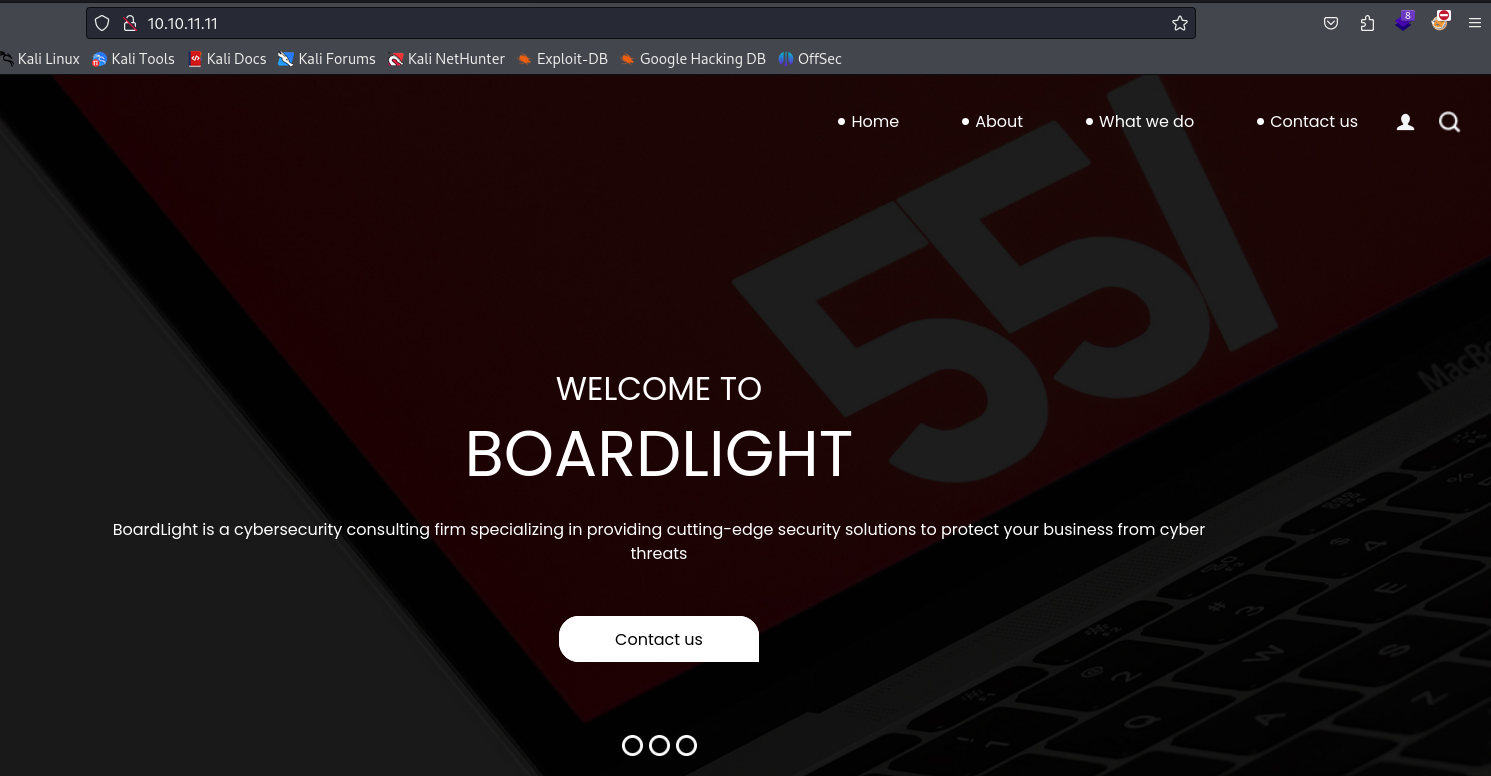 10.10.11.11
8
Kali Linux Kali Tools Kali Docs Kali Forums Kali NetHunter Exploit-DB Google Hacking DB OffSec
Home About What we do Contact us
55/
MacBo
WELCOME TO
BOARDLIGHT
BoardLight is a cybersecurity consulting firm specializing in providing cutting-edge security solutions to protect your business from cyber
threats
Contact us